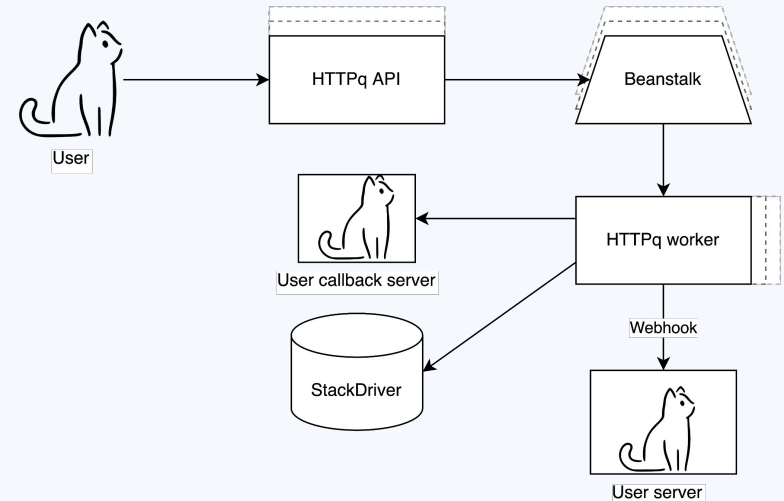 HTTPq API
Beanstalk
User
HTTPq worker
User callback server
Webhook
StackDriver
User server